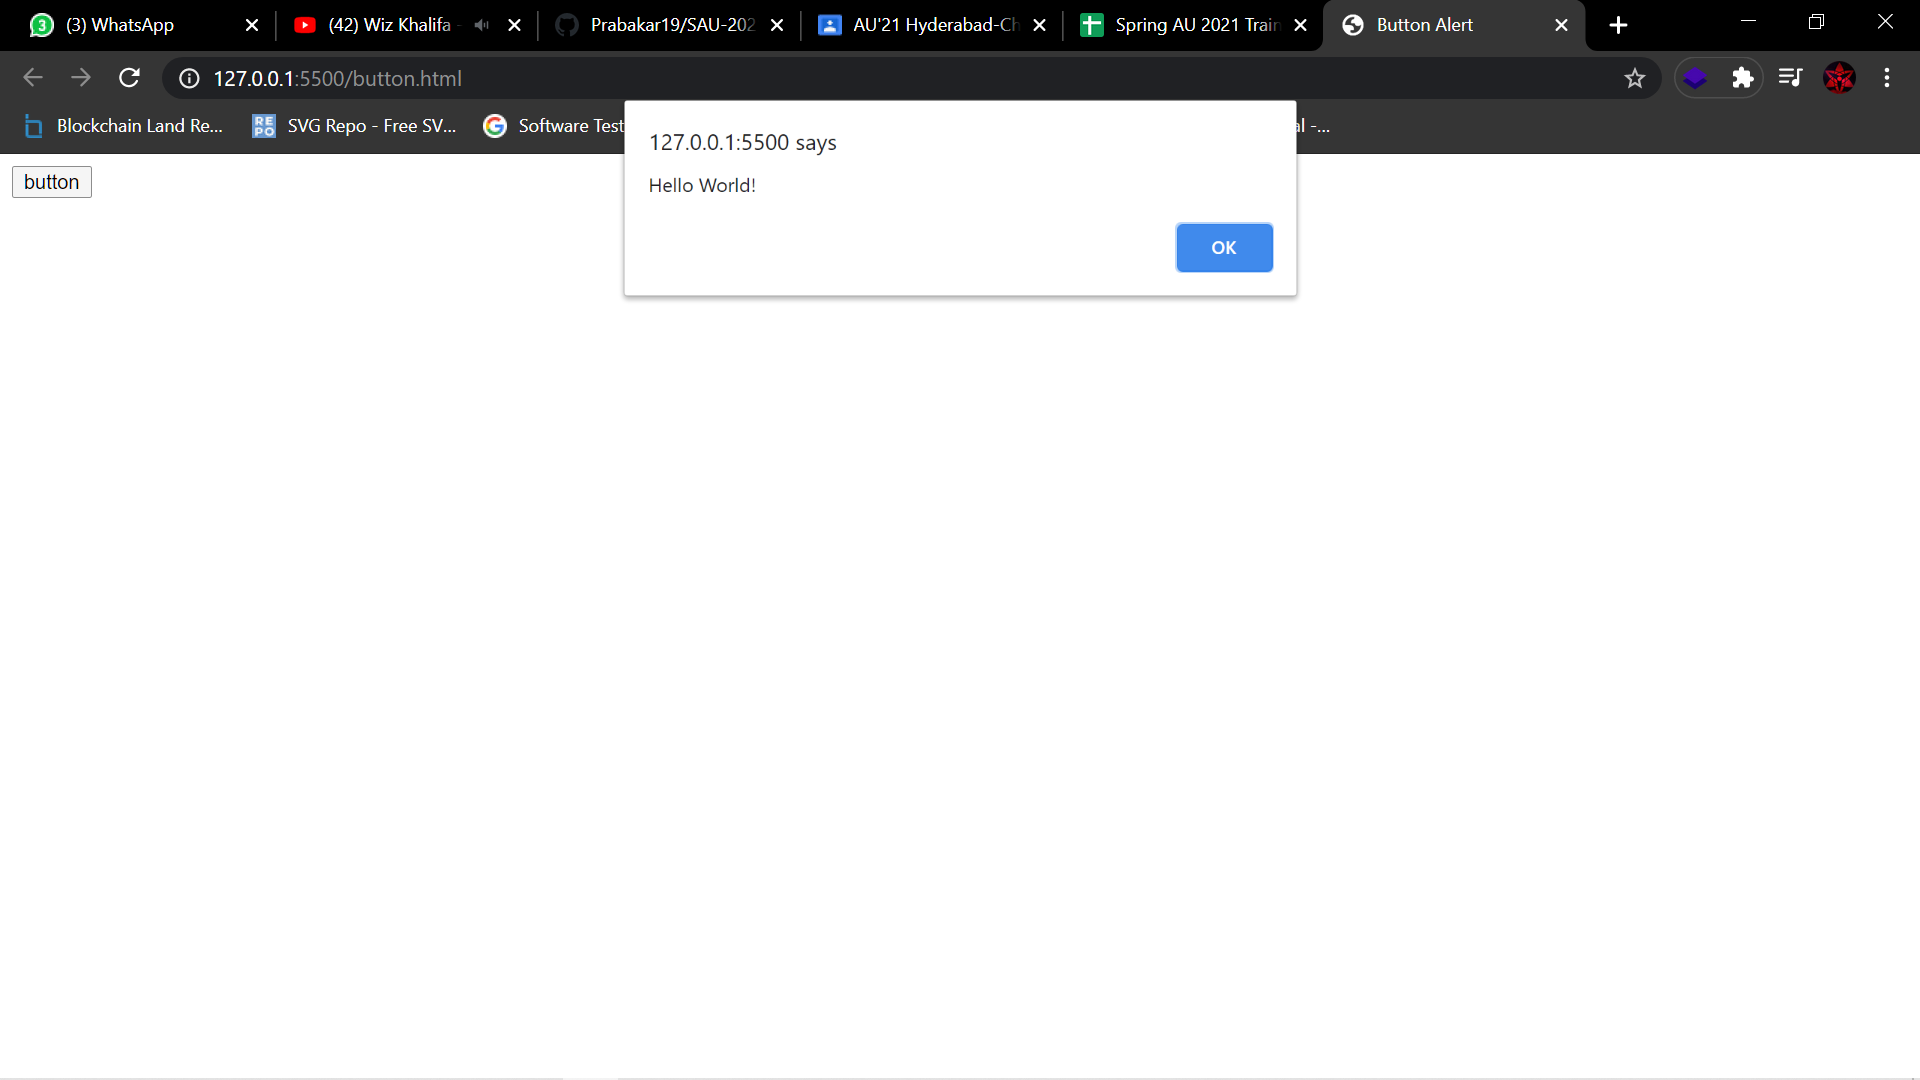 3 (3) WhatsApp (42) Wiz Khalifa - Prabakar19/SAU-202 AU'21 Hyderabad-Ch Spring AU 2021 Train Button Alert
127.0.0.1:5500/button.html
Blockchain Land Re... RE PO SVG Repo - Free SV... G Software Test al -...
127.0.0.1:5500 says
Hello World!
OK
button